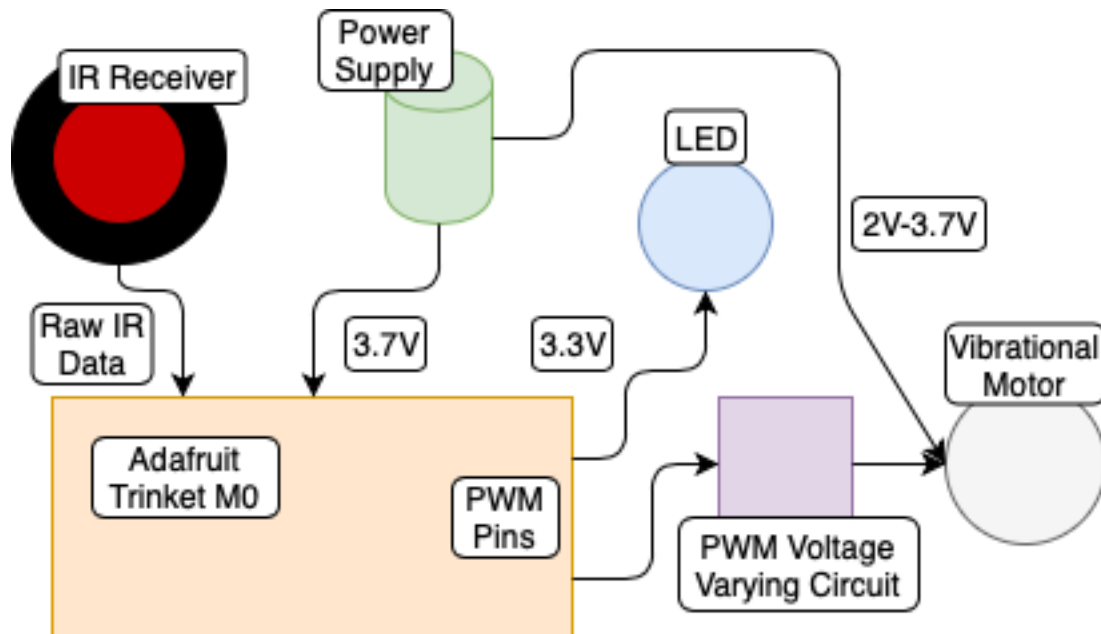 IR Receiver
Power
Supply
LED
2V-3.7V
Raw IR
Data
3.7V
3.3V
Vibrational
Motor
Adafruit
Trinket M0
PWM
Pins
PWM Voltage
Varying Circuit